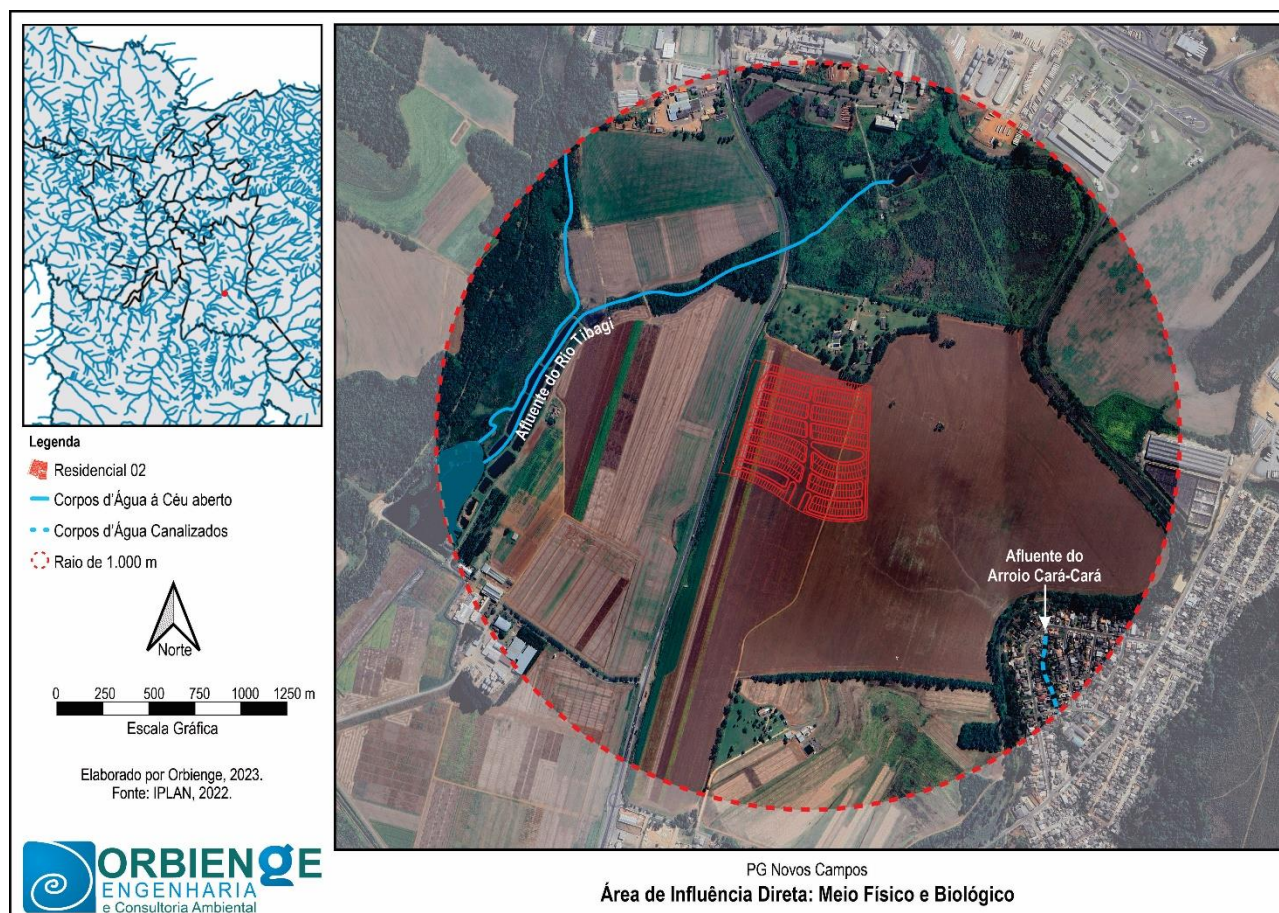 Legenda
Residencial 02
Corpos d'Água á Céu aberto
Corpos d'Água Canalizados
Raio de 1.000 m
Norte
0 250 500 750 1000 1250 m
Escala Gráfica
Elaborado por Orbienge, 2023.
Fonte: IPLAN, 2022.
ORBIENGE
ENGENHARIA
e Consultoria Ambiental
Afluente do Rio Tibagi
Afluente do
Arroio Cará-Cará
PG Novos Campos
Área de Influência Direta: Meio Físico e Biológico